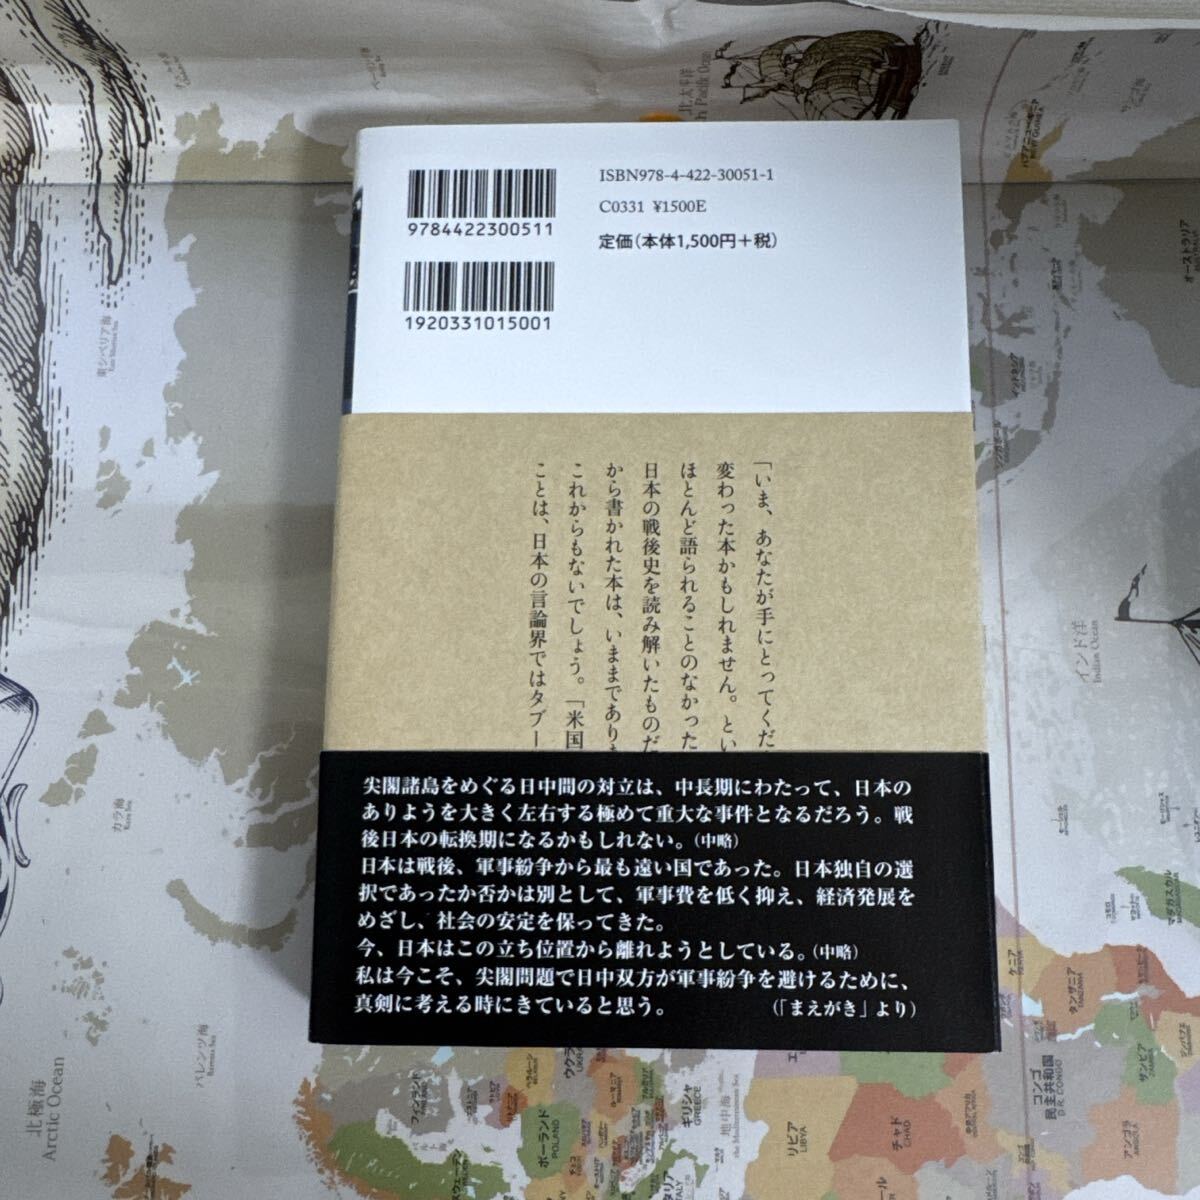 ISBN978-4-422-30051-1
C0331 ¥1500E
定価(本体1,500円+税)
9784422300511
1920331015001
「いま、あなたが手にとってくだ
変わった本かもしれません。とい
ほとんど語られることのなかった
日本の戦後史を読み解いたものだ
から書かれた本は、いままでありま
これからもないでしょう。「米国
ことは、日本の言論界ではタブー
尖閣諸島をめぐる日中間の対立は、中長期にわたって、日本の
ありようを大きく左右する極めて重大な事件となるだろう。戦
後日本の転換期になるかもしれない。(中略)
日本は戦後、軍事紛争から最も遠い国であった。日本独自の選
択であったか否かは別として、軍事費を低く抑え、経済発展を
めざし、社会の安定を保ってきた。
今、日本はこの立ち位置から離れようとしている。(中略)
私は今こそ、尖閣問題で日中双方が軍事紛争を避けるために、
真剣に考える時にきていると思う。
(「まえがき」より)
北太平洋
東シベリア海
オーストラリア
インド洋
Indian Ocean
カラ海
Kara Sea
バレンツ海
Barents Sea
北極海
Arctic Ocean
マダガスカル
ケニア
タンザニア
TANZANIA
ザンビア
コンゴ
民主共和国
D.R. CONGO
アンゴラ
チャド
CHAD
リビア
LIBYA
地中海
ギリシャ
GREECE
ポーランド
POLAND
フィンランド